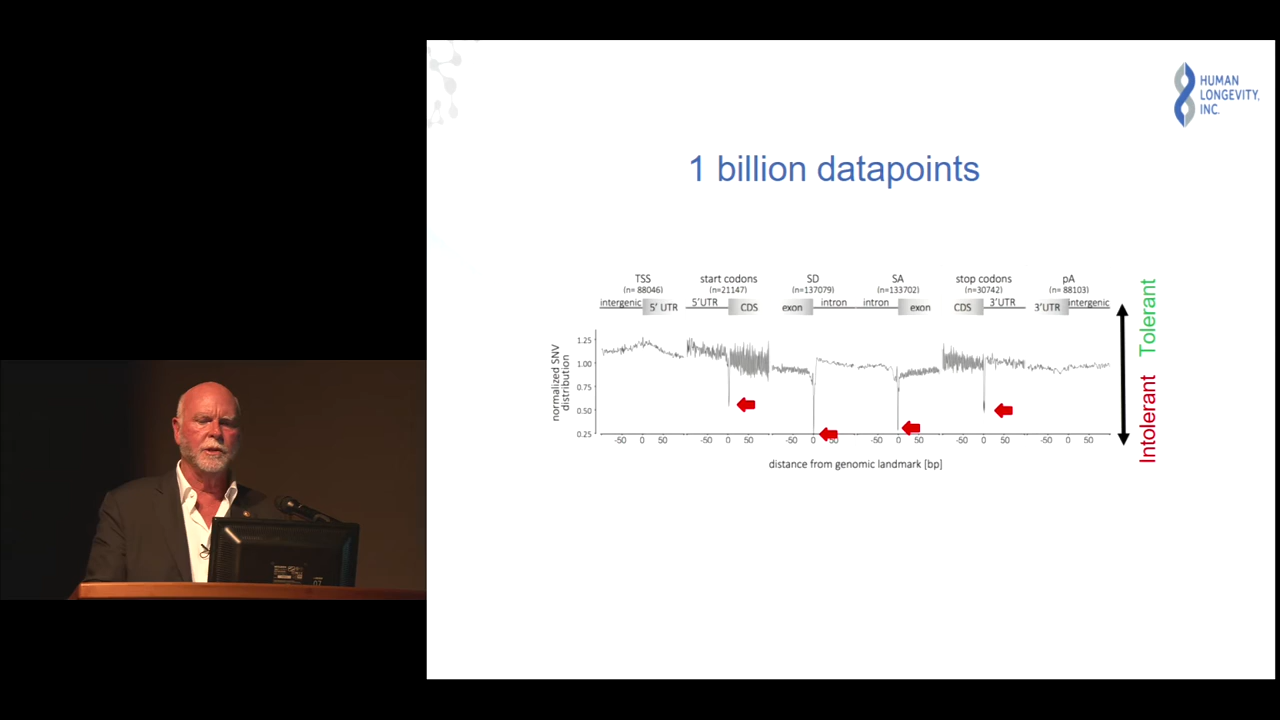 HUMAN
LONGEVITY,
INC.
1 billion datapoints
TSS
(n= 88046)
start codons
(n=21147)
SD
(n=137079)
SA
(n=133702)
stop codons
(n=30742)
pA
(n= 88103)
intergenic
5' UTR
5'UTR
CDS
exon
intron
intron
exon
CDS
3'UTR
3'UTR
intergenic
normalized SNV
distribution
1.25
1.00
0.75
0.50
0.25
-50 0 50
-50 0 50
-50 0 50
-50 0 50
-50 0 50
-50 0 50
distance from genomic landmark [bp]
Tolerant
Intolerant